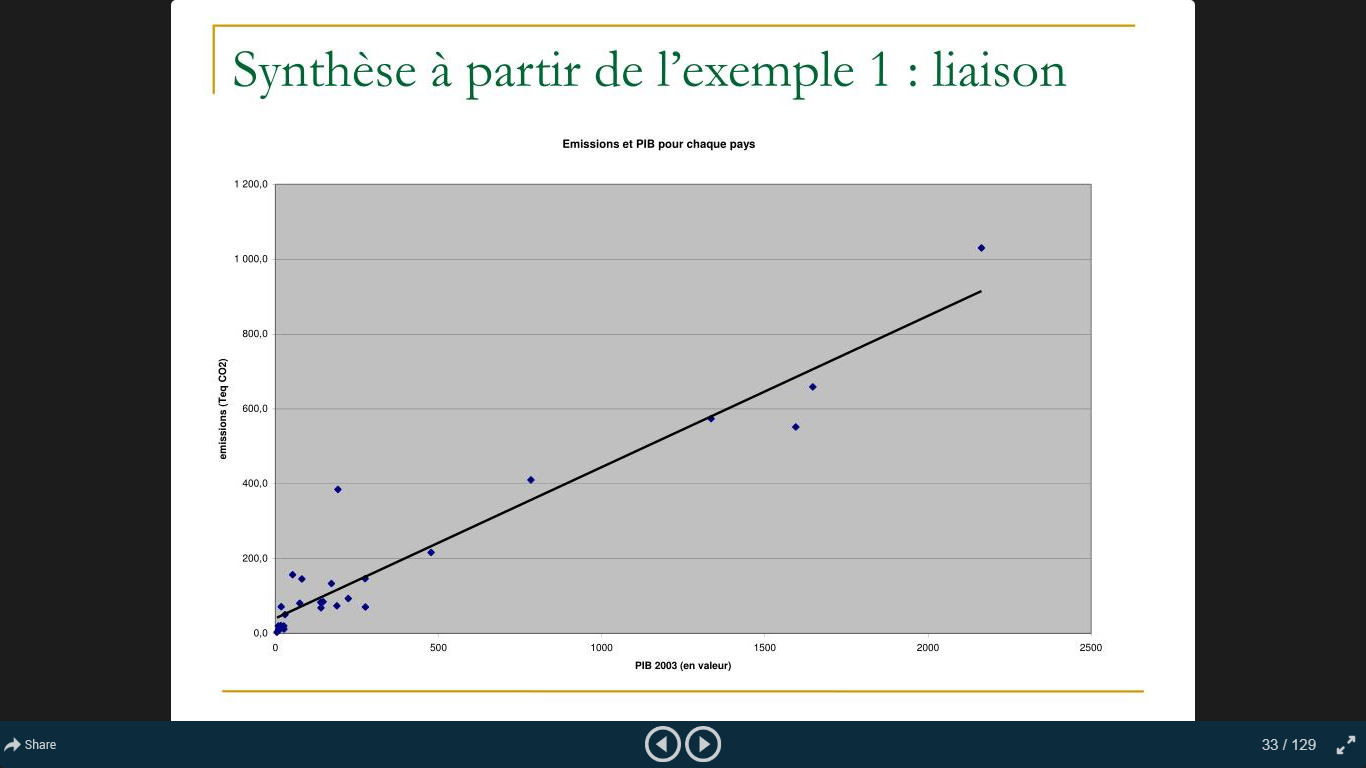 Synthèse à partir de l’exemple 1 : liaison
Emissions et PIB pour chaque pays
1 200,0
1 000,0
800,0
600,0
400,0
200,0
0,0
emissions (Teq CO2)
0 500 1000 1500 2000 2500
PIB 2003 (en valeur)
Share
33 / 129